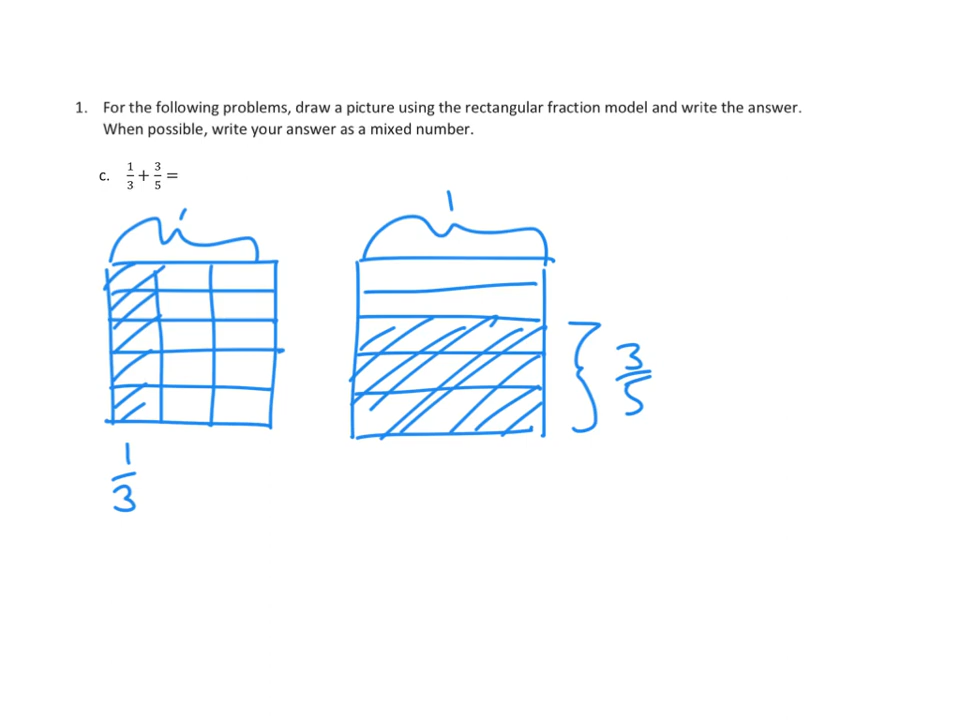 1. For the following problems, draw a picture using the rectangular fraction model and write the answer.
When possible, write your answer as a mixed number.
c. 1/3 + 3/5 =
1 1
3/5
1/3